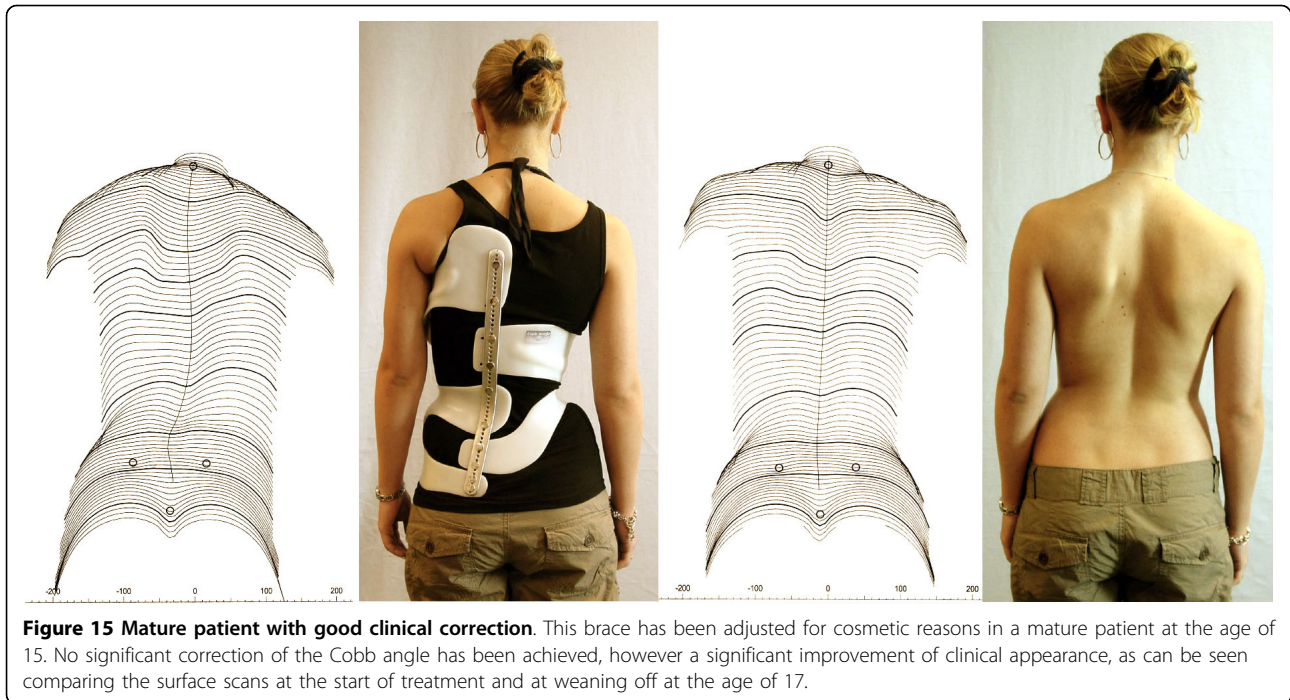 -200 -100 0 100 200 -200 -100 0 100 200
Figure 15 Mature patient with good clinical correction. This brace has been adjusted for cosmetic reasons in a mature patient at the age of
15. No significant correction of the Cobb angle has been achieved, however a significant improvement of clinical appearance, as can be seen
comparing the surface scans at the start of treatment and at weaning off at the age of 17.